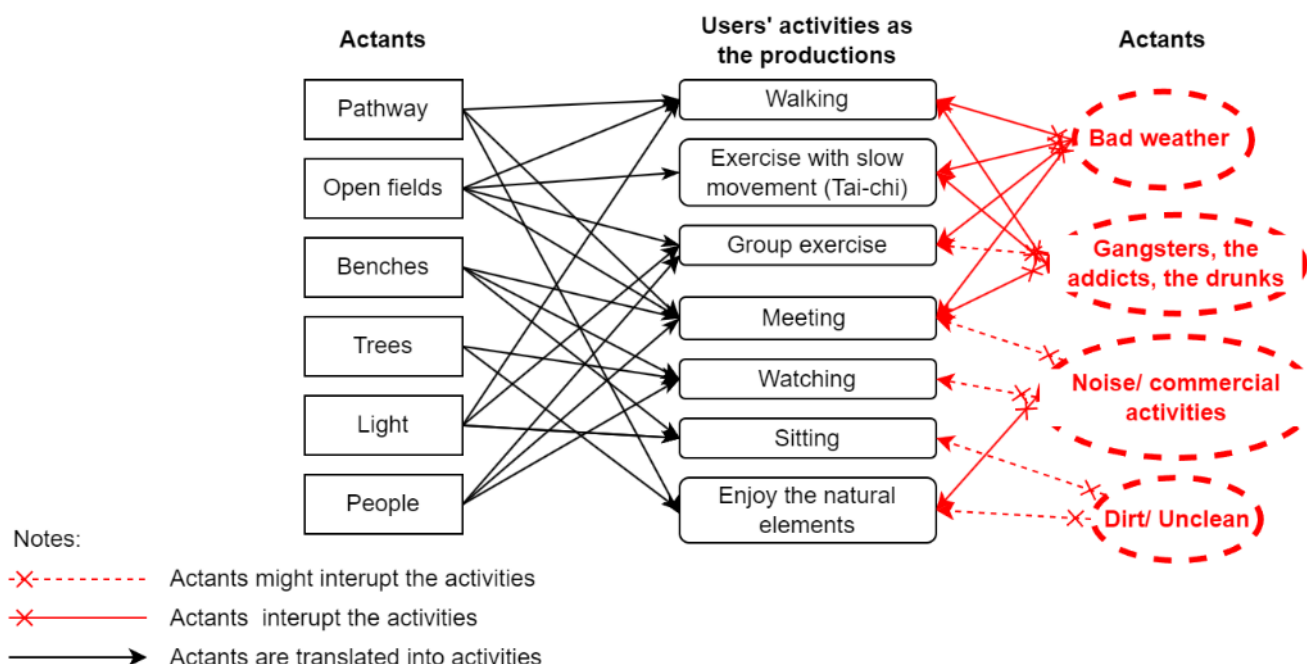 Actants
Users' activities as
the productions
Actants
Pathway
Open fields
Benches
Trees
Light
People
Walking
Exercise with slow
movement (Tai-chi)
Group exercise
Meeting
Watching
Sitting
Enjoy the natural
elements
Bad weather
Gangsters, the
addicts, the drunks
Noise/ commercial
activities
Dirt/ Unclean
Notes:
Actants might interupt the activities
Actants interupt the activities
Actants are translated into activities